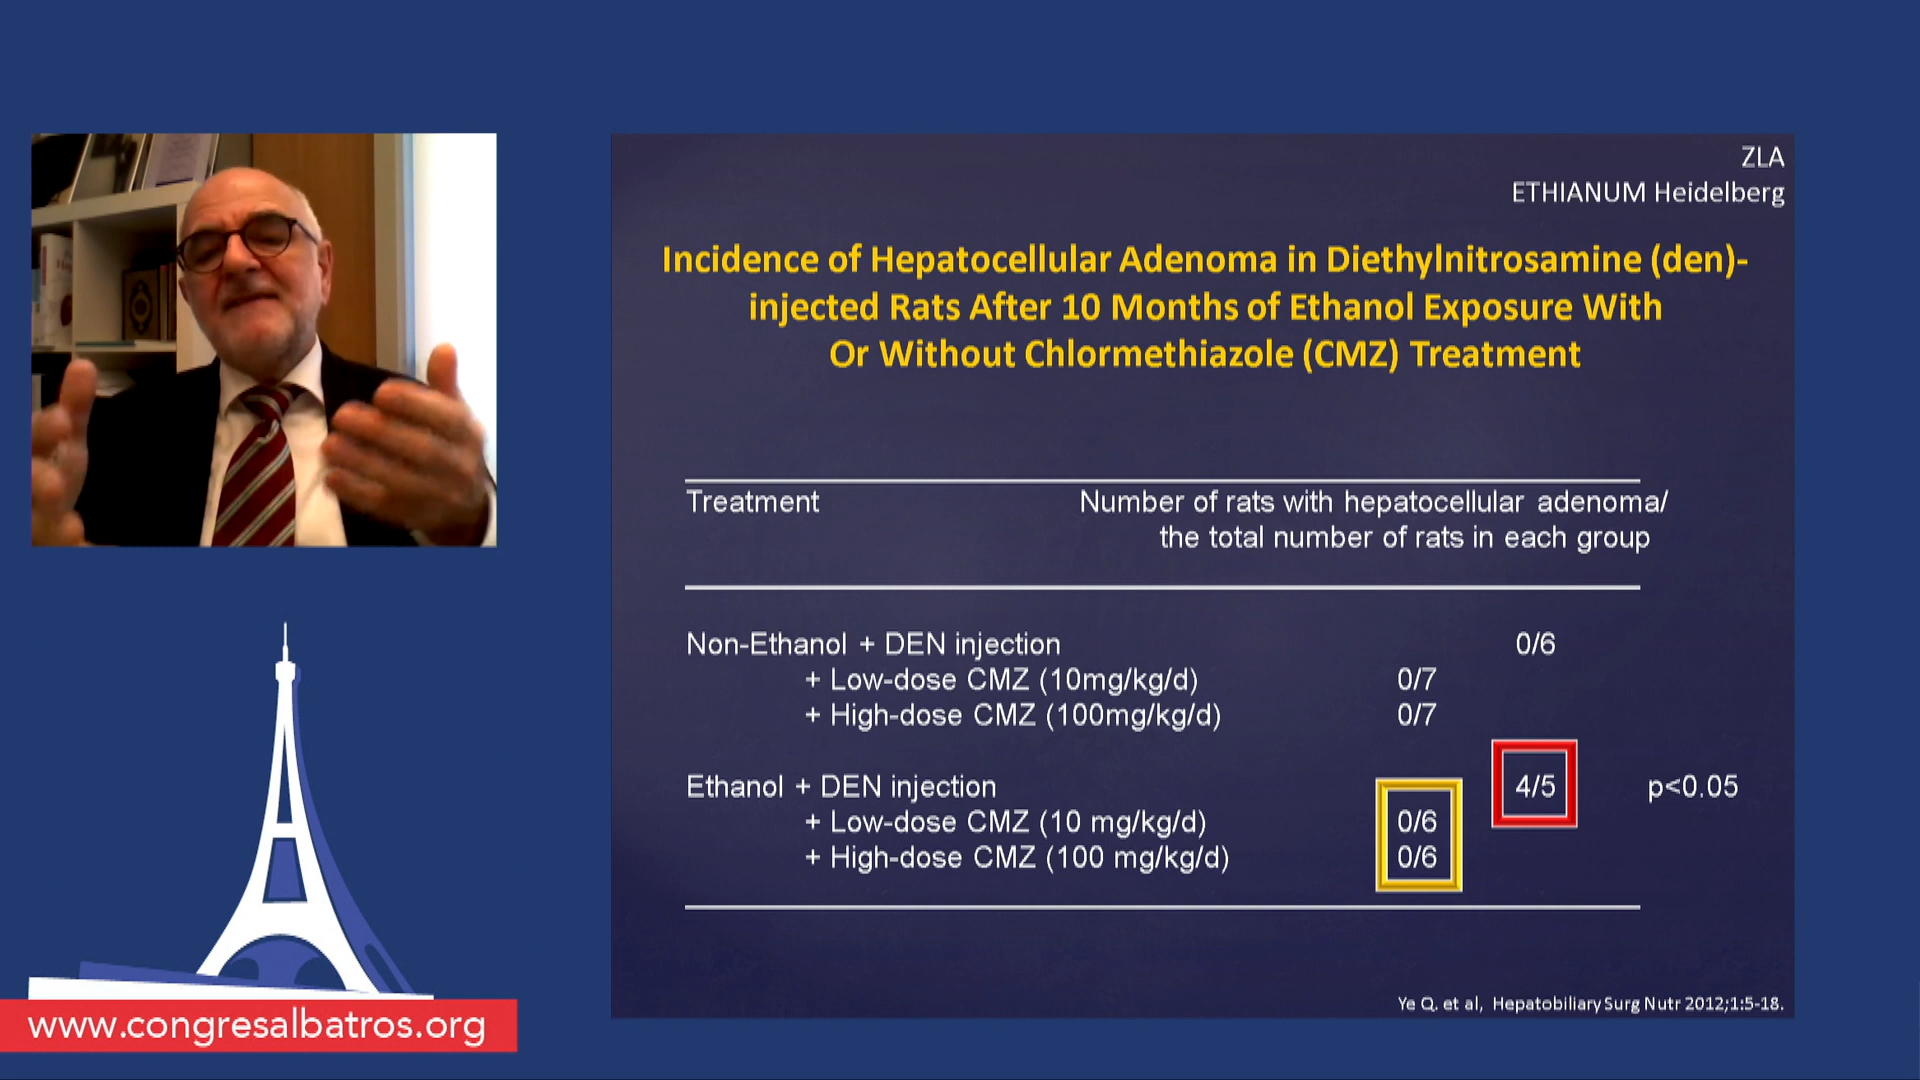 ZLA
ETHIANUM Heidelberg
Incidence of Hepatocellular Adenoma in Diethylnitrosamine (den)-
injected Rats After 10 Months of Ethanol Exposure With
Or Without Chlormethiazole (CMZ) Treatment
Treatment Number of rats with hepatocellular adenoma/
the total number of rats in each group
Non-Ethanol + DEN injection 0/6
+ Low-dose CMZ (10mg/kg/d) 0/7
+ High-dose CMZ (100mg/kg/d) 0/7
Ethanol + DEN injection 4/5 p<0.05
+ Low-dose CMZ (10 mg/kg/d) 0/6
+ High-dose CMZ (100 mg/kg/d) 0/6
Ye Q. et al, Hepatobiliary Surg Nutr 2012;1:5-18.
www.congresalbatros.org